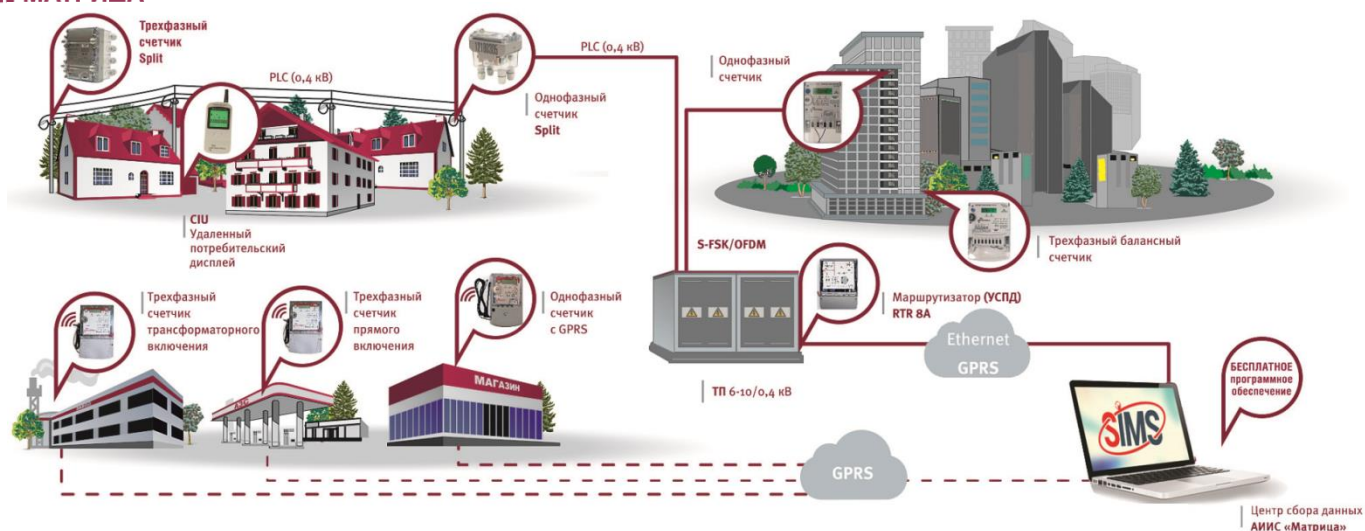 Трехфазный
счетчик
Split
PLC (0,4 кВ)
Однофазный
счетчик
Split
PLC (0,4 кВ)
Однофазный
счетчик
CIU
Удаленный
потребительский
дисплей
S-FSK/OFDM
Трехфазный балансный
счетчик
Трехфазный
счетчик
трансформаторного
включения
Трехфазный
счетчик
прямого
включения
Однофазный
счетчик
с GPRS
Маршрутизатор (УСПД)
RTR 8A
Ethernet
GPRS
ТП 6-10/0,4 кВ
БЕСПЛАТНОЕ
программное
обеспечение
АЗС
МАГАЗИН
SIMS
GPRS
Центр сбора данных
АИИС «Матрица»